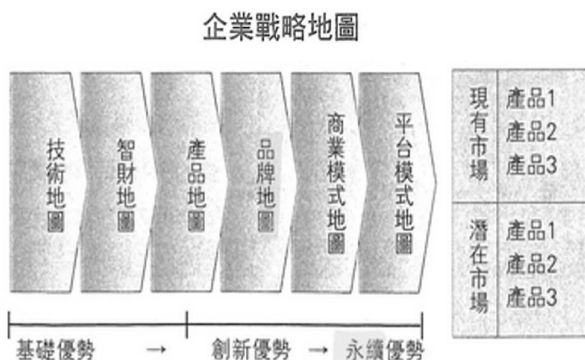 企業戰略地圖
技術地圖
智財地圖
產品地圖
品牌地圖
商業模式地圖
平台模式地圖
現有市場
產品1
產品2
產品3
潛在市場
產品1
產品2
產品3
基礎優勢 → 創新優勢 → 永續優勢